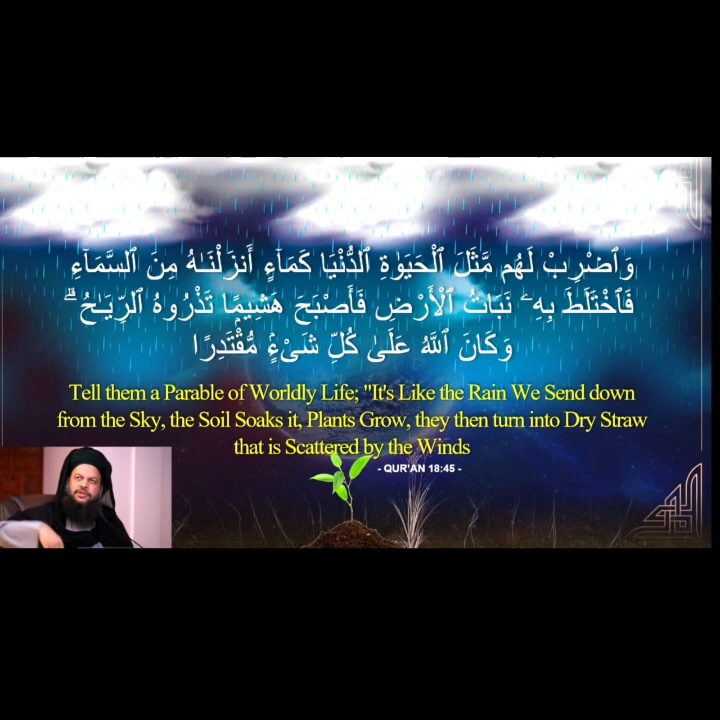 وَٱضْرِبْ لَهُم مَّثَلَ ٱلْحَيَوٰةِ ٱلدُّنْيَا كَمَآءٍ أَنزَلْنَـٰهُ مِنَ ٱلسَّمَآءِ
فَٱخْتَلَطَ بِهِۦ نَبَاتُ ٱلْأَرْضِ فَأَصْبَحَ هَشِيمًا تَذْرُوهُ ٱلرِّيَـٰحُ ۗ
وَكَانَ ٱللَّهُ عَلَىٰ كُلِّ شَىْءٍ مُّقْتَدِرًا
Tell them a Parable of Worldly Life; "It's Like the Rain We Send down
from the Sky, the Soil Soaks it, Plants Grow, they then turn into Dry Straw
that is Scattered by the Winds
- QUR'AN 18:45 -